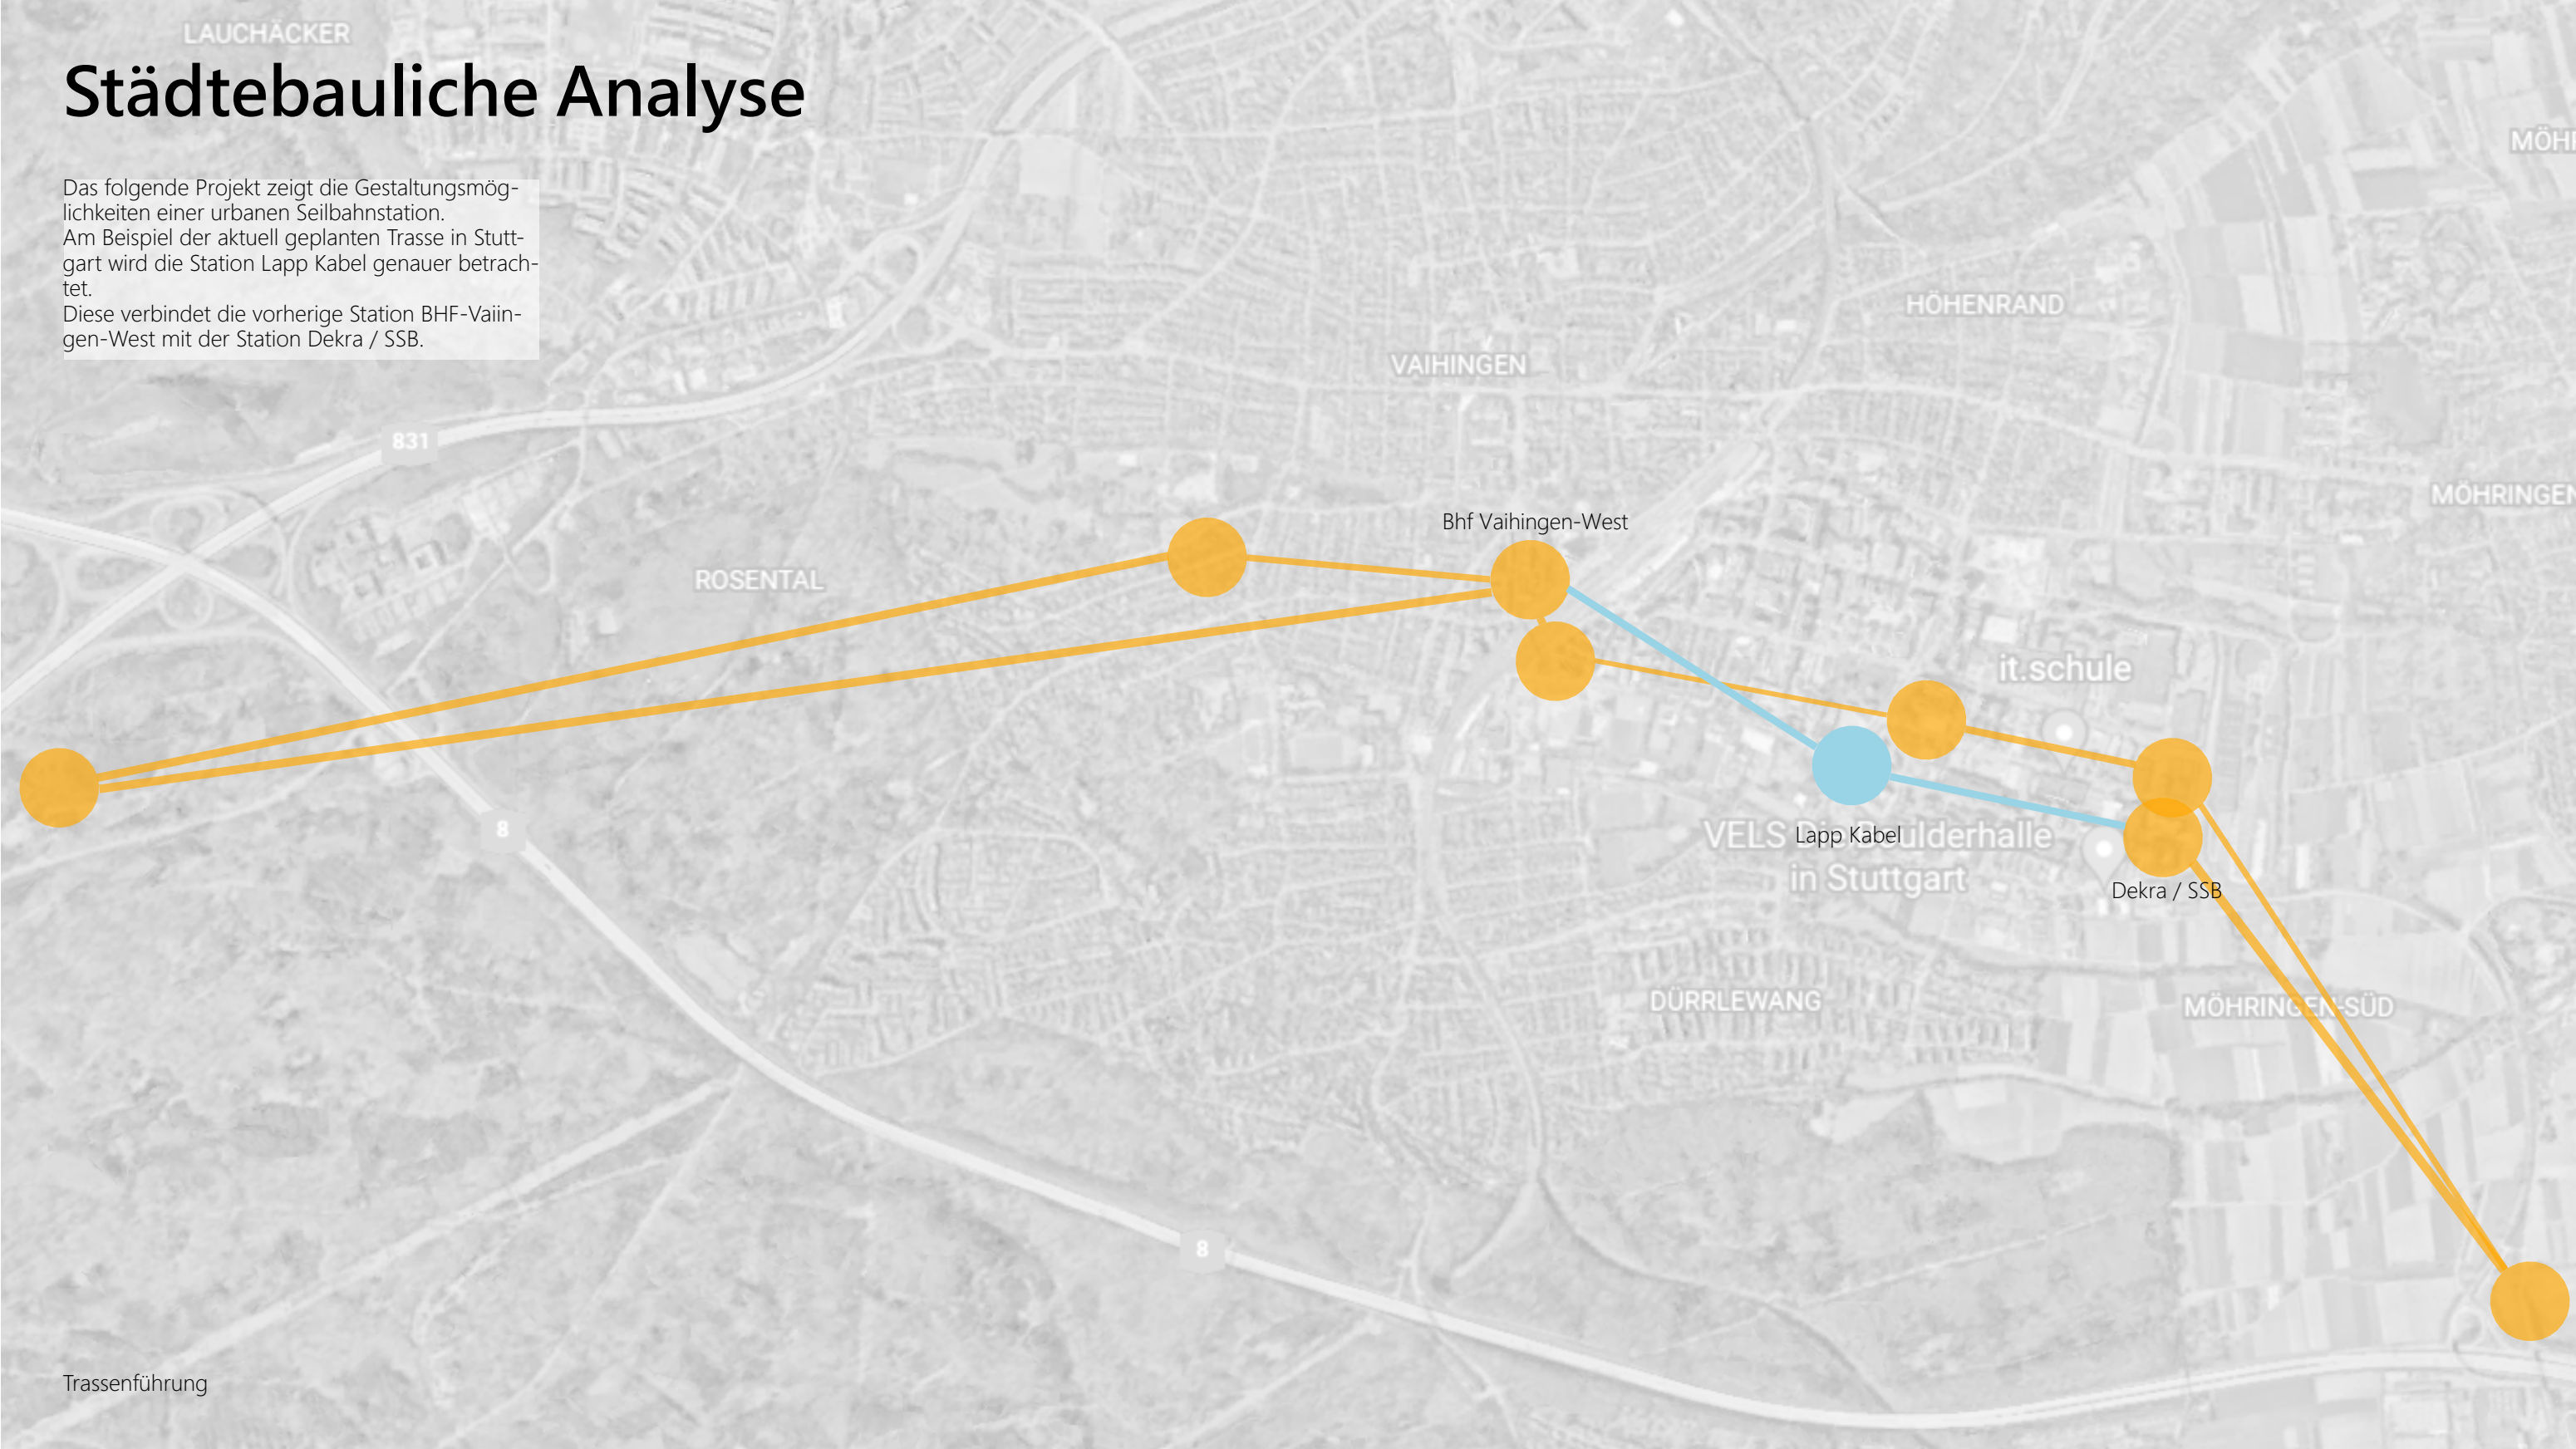 LAUCHÄCKER
Städtebauliche Analyse
MÖH
Das folgende Projekt zeigt die Gestaltungsmög-
lichkeiten einer urbanen Seilbahnstation.
Am Beispiel der aktuell geplanten Trasse in Stutt-
gart wird die Station Lapp Kabel genauer betrach-
tet.
Diese verbindet die vorherige Station BHF-Vaiin-
gen-West mit der Station Dekra / SSB.
HÖHENRAND
VAIHINGEN
831
MÖHRINGEN
Bhf Vaihingen-West
ROSENTAL
it.schule
8
VELS Die Boulderhalle
in Stuttgart
Lapp Kabel
Dekra / SSB
DÜRRLEWANG
MÖHRINGEN-SÜD
8
Trassenführung